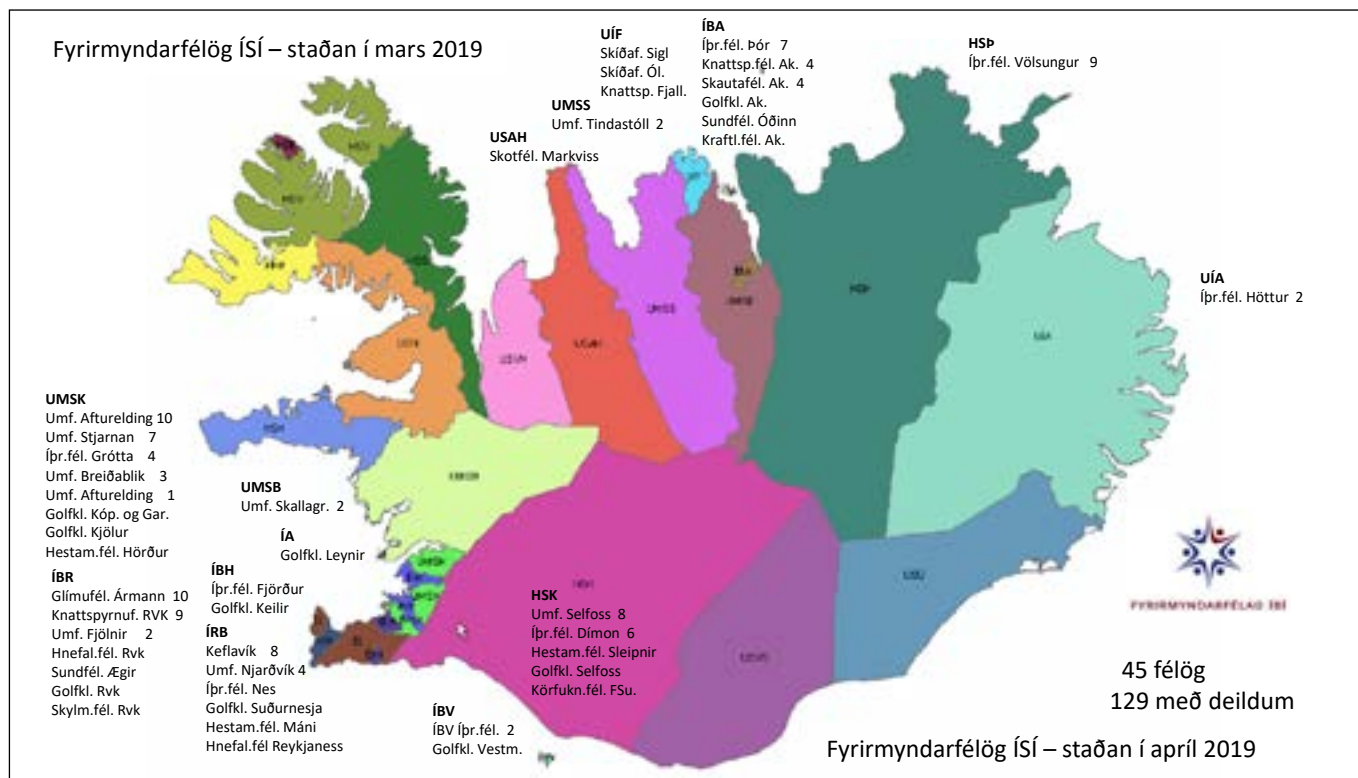 Fyrirmyndarfélög ÍSÍ – staðan í mars 2019
UÍF
Skíðaf. Sigl
Skíðaf. Ól.
Knattsp. Fjall.
ÍBA
Íþr.fél. Þór 7
Knattsp.fél. Ak. 4
Skautafél. Ak. 4
Golfkl. Ak.
Sundfél. Óðinn
Kraftl.fél. Ak.
HSÞ
Íþr.fél. Völsungur 9
UMSS
Umf. Tindastóll 2
USAH
Skotfél. Markviss
UÍA
Íþr.fél. Höttur 2
UMSK
Umf. Afturelding 10
Umf. Stjarnan 7
Íþr.fél. Grótta 4
Umf. Breiðablik 3
Umf. Afturelding 1
Golfkl. Kóp. og Gar.
Golfkl. Kjölur
Hestam.fél. Hörður
UMSB
Umf. Skallagr. 2
ÍA
Golfkl. Leynir
ÍBR
Glímufél. Ármann 10
Knattspyrnuf. RVK 9
Umf. Fjölnir 2
Hnefal.fél. Rvk
Sundfél. Ægir
Golfkl. Rvk
Skylm.fél. Rvk
ÍBH
Íþr.fél. Fjörður
Golfkl. Keilir
ÍRB
Keflavík 8
Umf. Njarðvík 4
Íþr.fél. Nes
Golfkl. Suðurnesja
Hestam.fél. Máni
Hnefal.fél Reykjaness
ÍBV
ÍBV Íþr.fél. 2
Golfkl. Vestm.
HSK
Umf. Selfoss 8
Íþr.fél. Dímon 6
Hestam.fél. Sleipnir
Golfkl. Selfoss
Körfukn.fél. FSu.
FYRIRMYNDARFÉLAG ÍSÍ
45 félög
129 með deildum
Fyrirmyndarfélög ÍSÍ – staðan í apríl 2019
USAH
UMSS